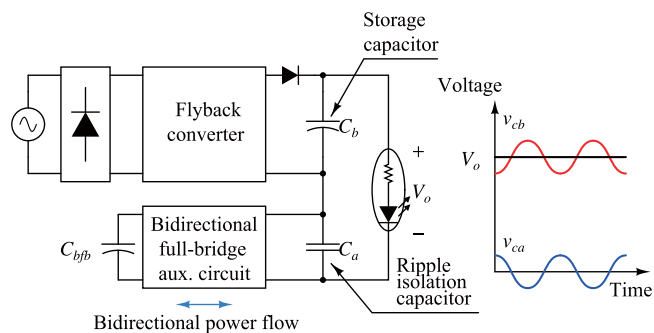 Storage
capacitor
Flyback
converter
C_b
+
V_o
−
Bidirectional
full-bridge
aux. circuit
C_bfb
C_a
Ripple
isolation
capacitor
Bidirectional power flow
Voltage
v_cb
V_o
v_ca
Time